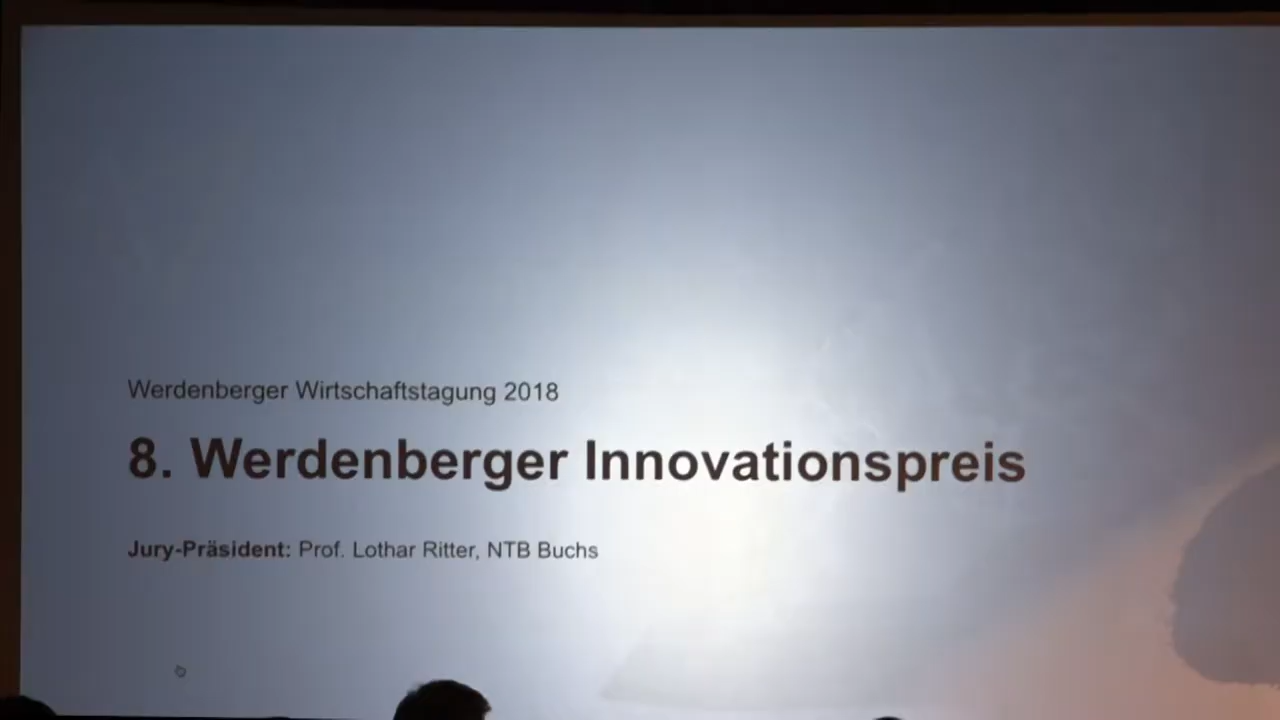 Werdenberger Wirtschaftstagung 2018
8. Werdenberger Innovationspreis
Jury-Präsident: Prof. Lothar Ritter, NTB Buchs